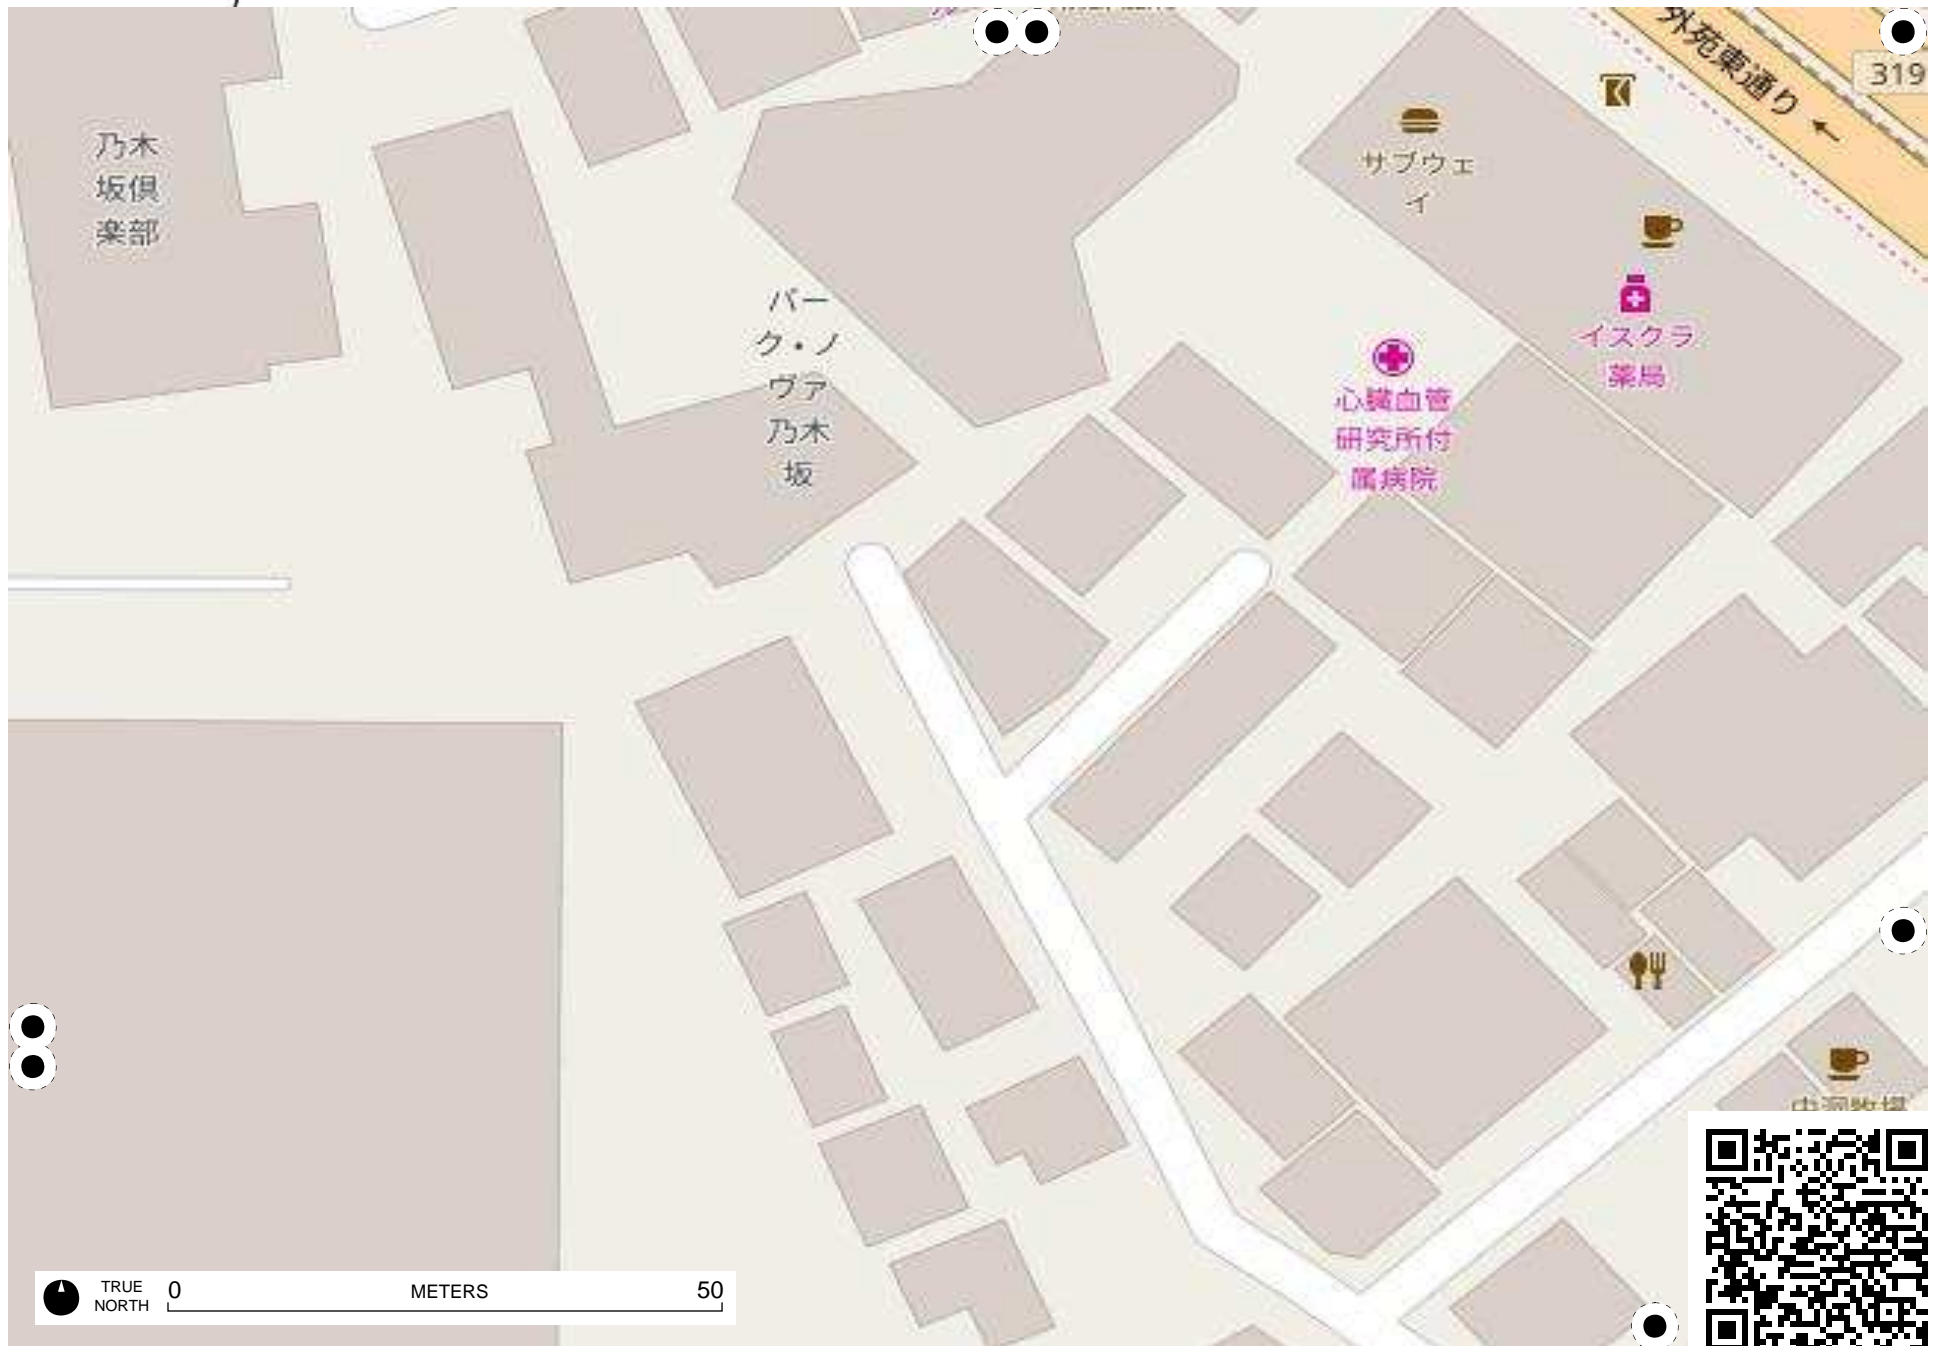 外苑東通り
319
サブウェ
イ
乃木
坂倶
楽部
パー
ク・ノ
ヴァ
乃木
坂
イスクラ
薬局
心臓血管
研究所付
属病院
TRUE
NORTH
0 METERS 50